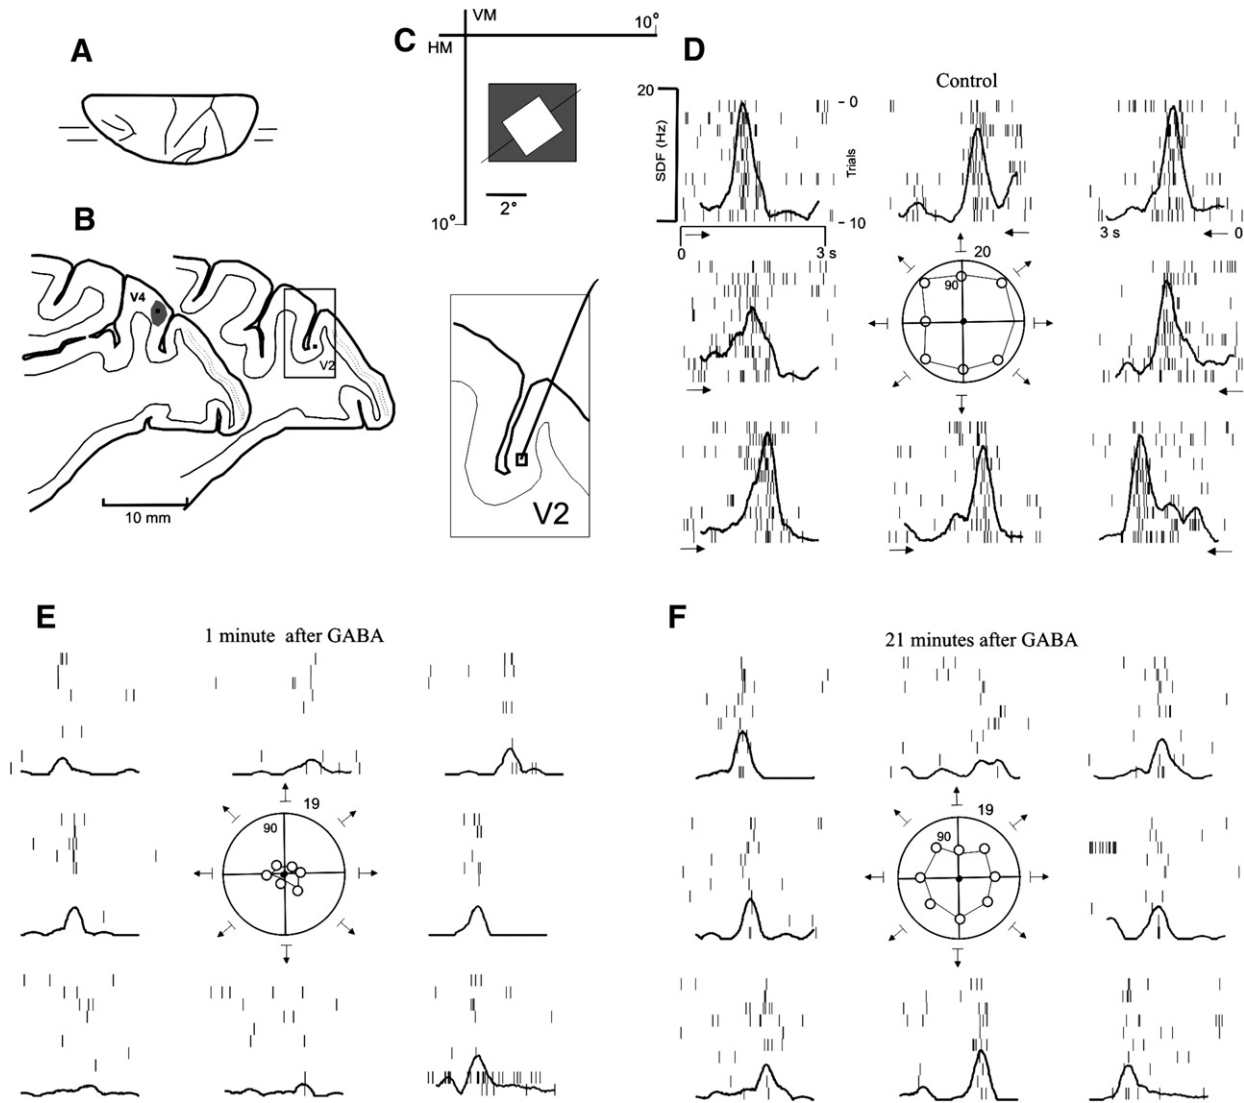 A
B
V4
V2
10 mm
C
VM
HM
10°
10°
2°
V2
D
Control
20
SDF (Hz)
0
Trials
10
0
3 s
3 s
0
20
90
E
1 minute after GABA
19
90
F
21 minutes after GABA
19
90